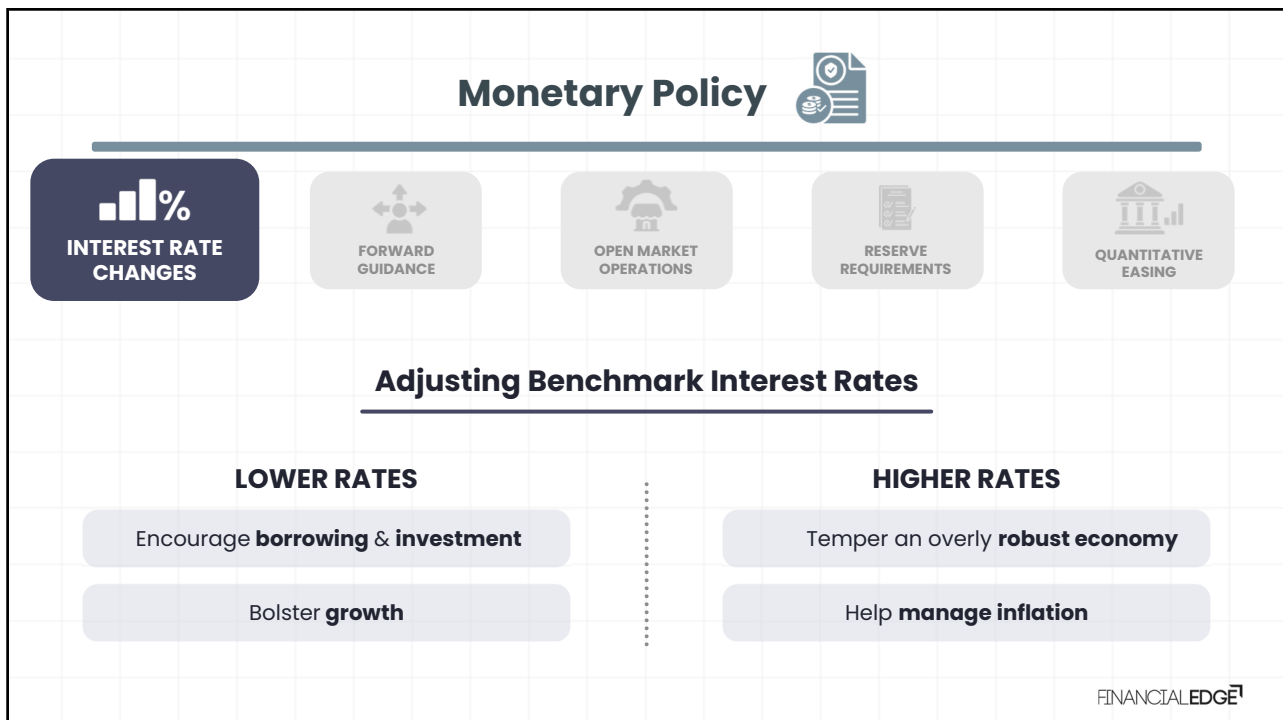 Monetary Policy
%
INTEREST RATE
CHANGES
FORWARD
GUIDANCE
OPEN MARKET
OPERATIONS
RESERVE
REQUIREMENTS
QUANTITATIVE
EASING
Adjusting Benchmark Interest Rates
LOWER RATES
Encourage borrowing & investment
Bolster growth
HIGHER RATES
Temper an overly robust economy
Help manage inflation
FINANCIALEDGE